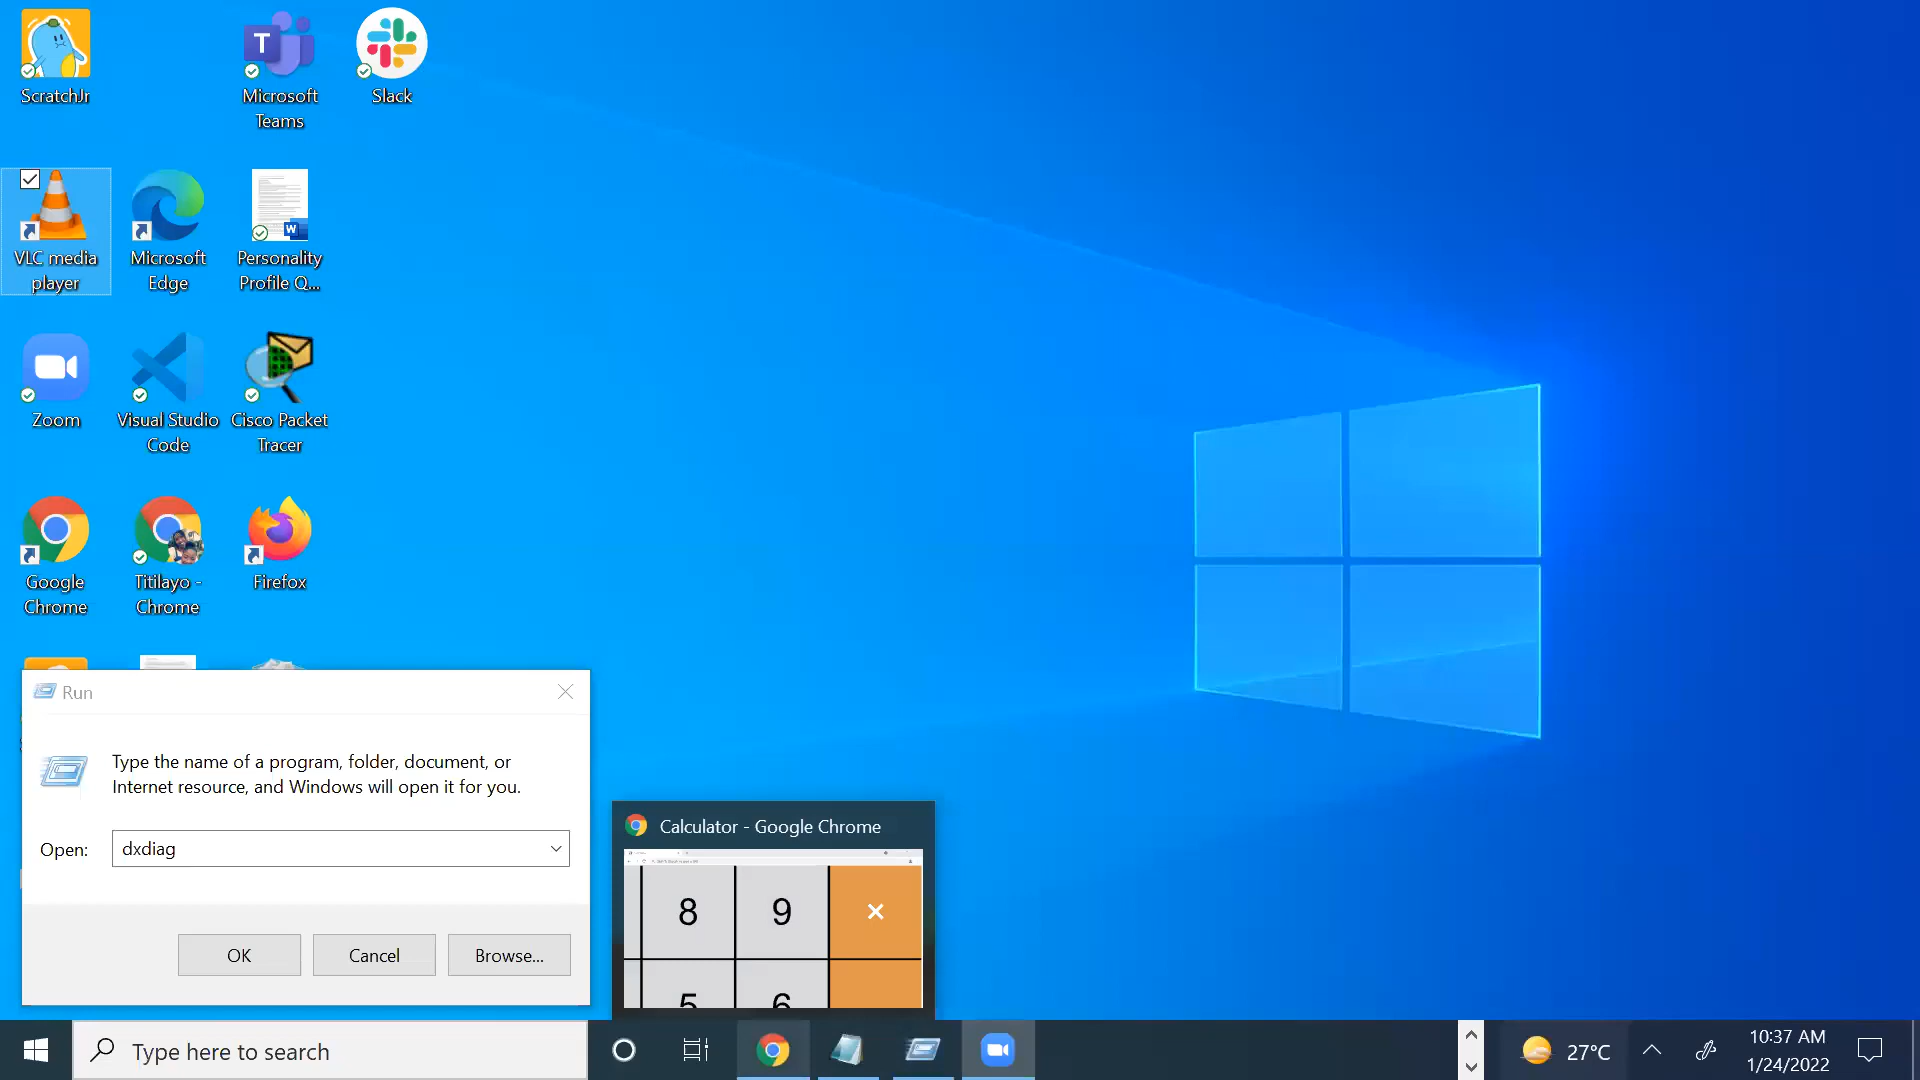 ScratchJr
Microsoft
Teams
Slack
VLC media
player
Microsoft
Edge
Personality
Profile Q...
Zoom
Visual Studio
Code
Cisco Packet
Tracer
Google
Chrome
Titilayo -
Chrome
Firefox
Run
Type the name of a program, folder, document, or
Internet resource, and Windows will open it for you.
Open:
dxdiag
OK
Cancel
Browse...
Calculator - Google Chrome
8
9
×
5
6
Type here to search
27°C
10:37 AM
1/24/2022